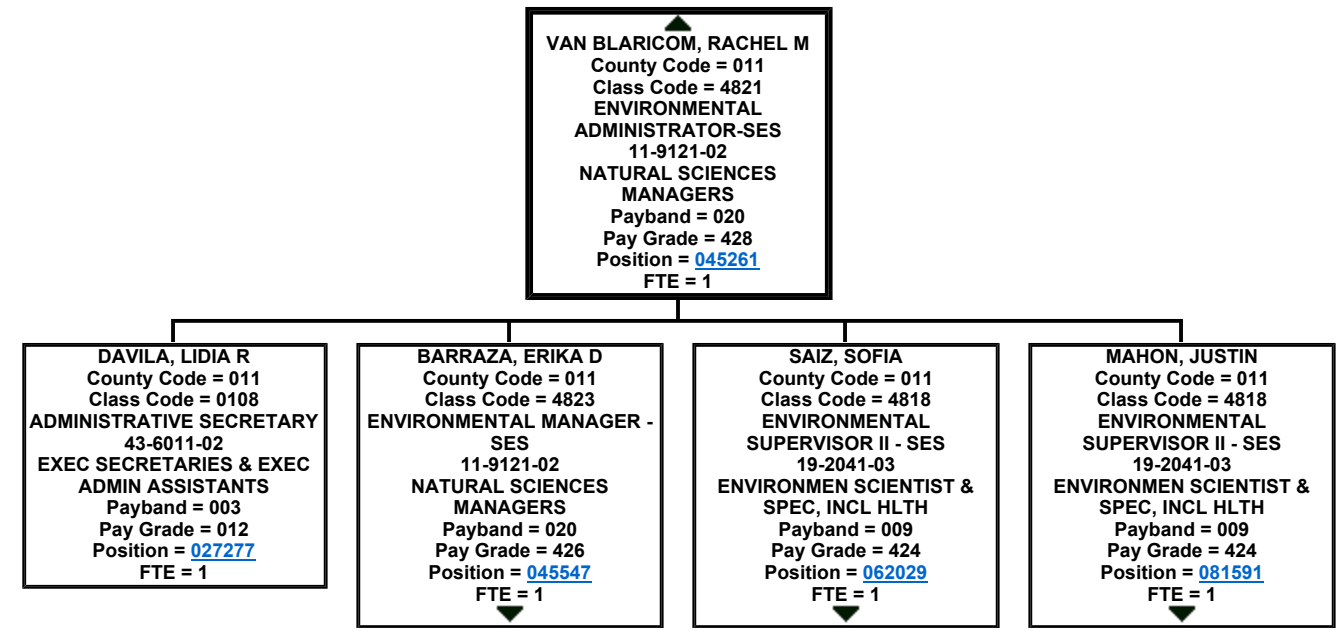 VAN BLARICOM, RACHEL M
County Code = 011
Class Code = 4821
ENVIRONMENTAL
ADMINISTRATOR-SES
11-9121-02
NATURAL SCIENCES
MANAGERS
Payband = 020
Pay Grade = 428
Position = 045261
FTE = 1
DAVILA, LIDIA R
County Code = 011
Class Code = 0108
ADMINISTRATIVE SECRETARY
43-6011-02
EXEC SECRETARIES & EXEC
ADMIN ASSISTANTS
Payband = 003
Pay Grade = 012
Position = 027277
FTE = 1
BARRAZA, ERIKA D
County Code = 011
Class Code = 4823
ENVIRONMENTAL MANAGER -
SES
11-9121-02
NATURAL SCIENCES
MANAGERS
Payband = 020
Pay Grade = 426
Position = 045547
FTE = 1
SAIZ, SOFIA
County Code = 011
Class Code = 4818
ENVIRONMENTAL
SUPERVISOR II - SES
19-2041-03
ENVIRONMEN SCIENTIST &
SPEC, INCL HLTH
Payband = 009
Pay Grade = 424
Position = 062029
FTE = 1
MAHON, JUSTIN
County Code = 011
Class Code = 4818
ENVIRONMENTAL
SUPERVISOR II - SES
19-2041-03
ENVIRONMEN SCIENTIST &
SPEC, INCL HLTH
Payband = 009
Pay Grade = 424
Position = 081591
FTE = 1